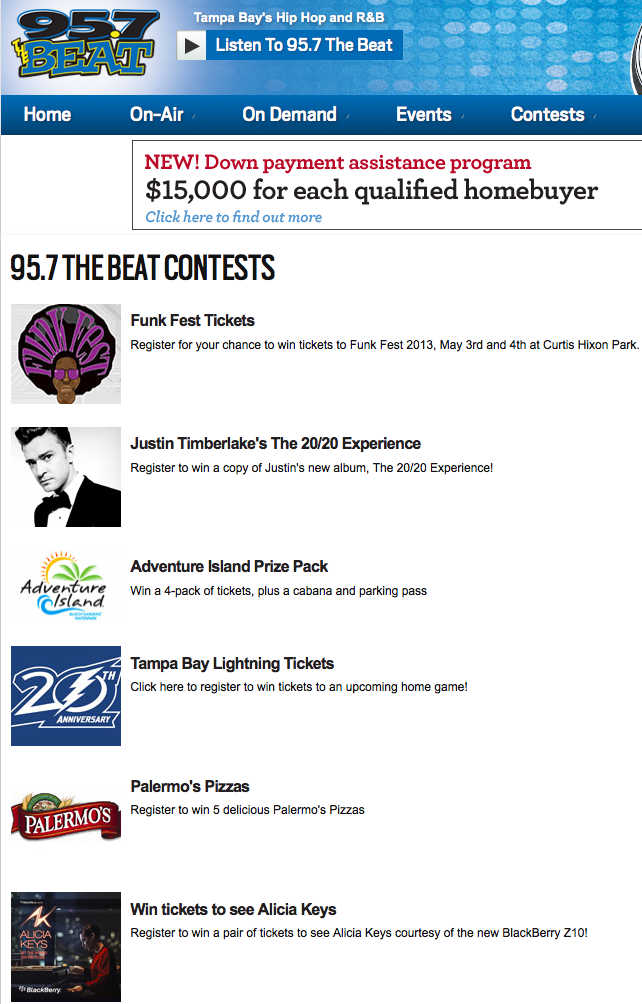 95.7
THE BEAT
Tampa Bay's Hip Hop and R&B
Listen To 95.7 The Beat
Home On-Air On Demand Events Contests
NEW! Down payment assistance program
$15,000 for each qualified homebuyer
Click here to find out more
95.7 THE BEAT CONTESTS
FUNK FEST
Funk Fest Tickets
Register for your chance to win tickets to Funk Fest 2013, May 3rd and 4th at Curtis Hixon Park.
Justin Timberlake's The 20/20 Experience
Register to win a copy of Justin's new album, The 20/20 Experience!
Adventure
Island
BUSCH GARDENS
WATERPARK
Adventure Island Prize Pack
Win a 4-pack of tickets, plus a cabana and parking pass
20TH
ANNIVERSARY
Tampa Bay Lightning Tickets
Click here to register to win tickets to an upcoming home game!
PALERMO'S
Palermo's Pizzas
Register to win 5 delicious Palermo's Pizzas
ALICIA
KEYS
BlackBerry
Win tickets to see Alicia Keys
Register to win a pair of tickets to see Alicia Keys courtesy of the new BlackBerry Z10!